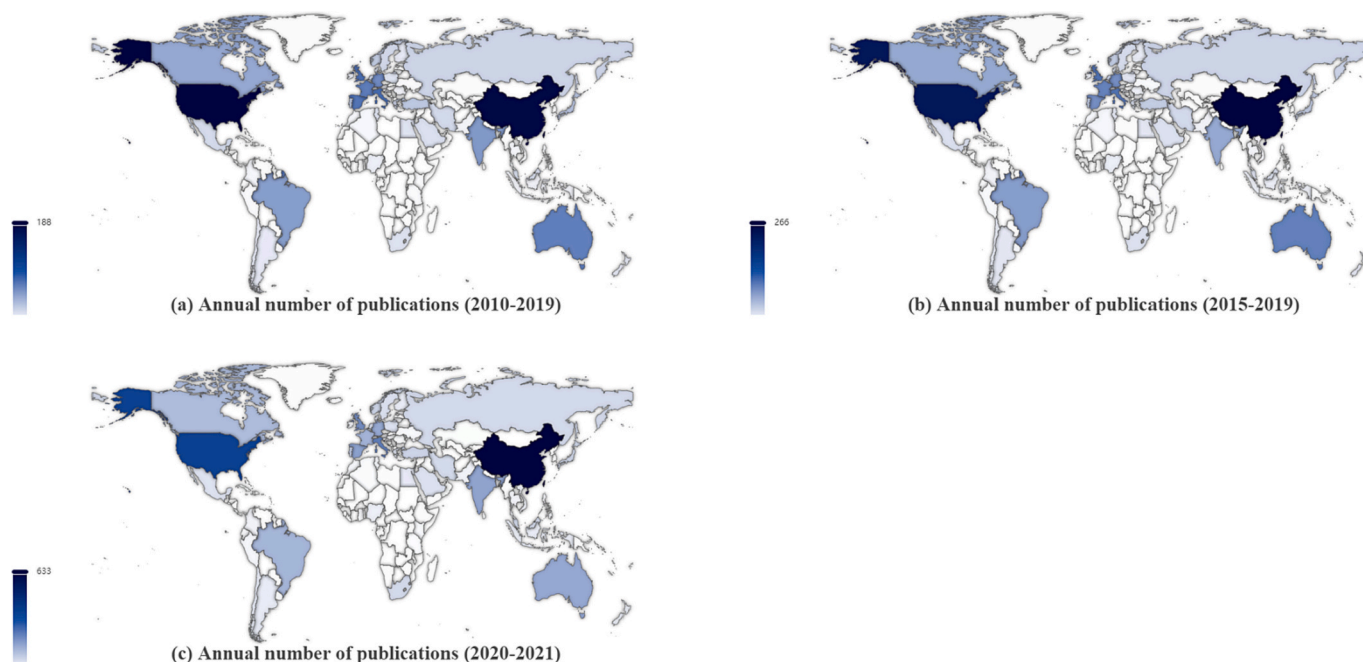 188
(a) Annual number of publications (2010-2019)
266
(b) Annual number of publications (2015-2019)
633
(c) Annual number of publications (2020-2021)